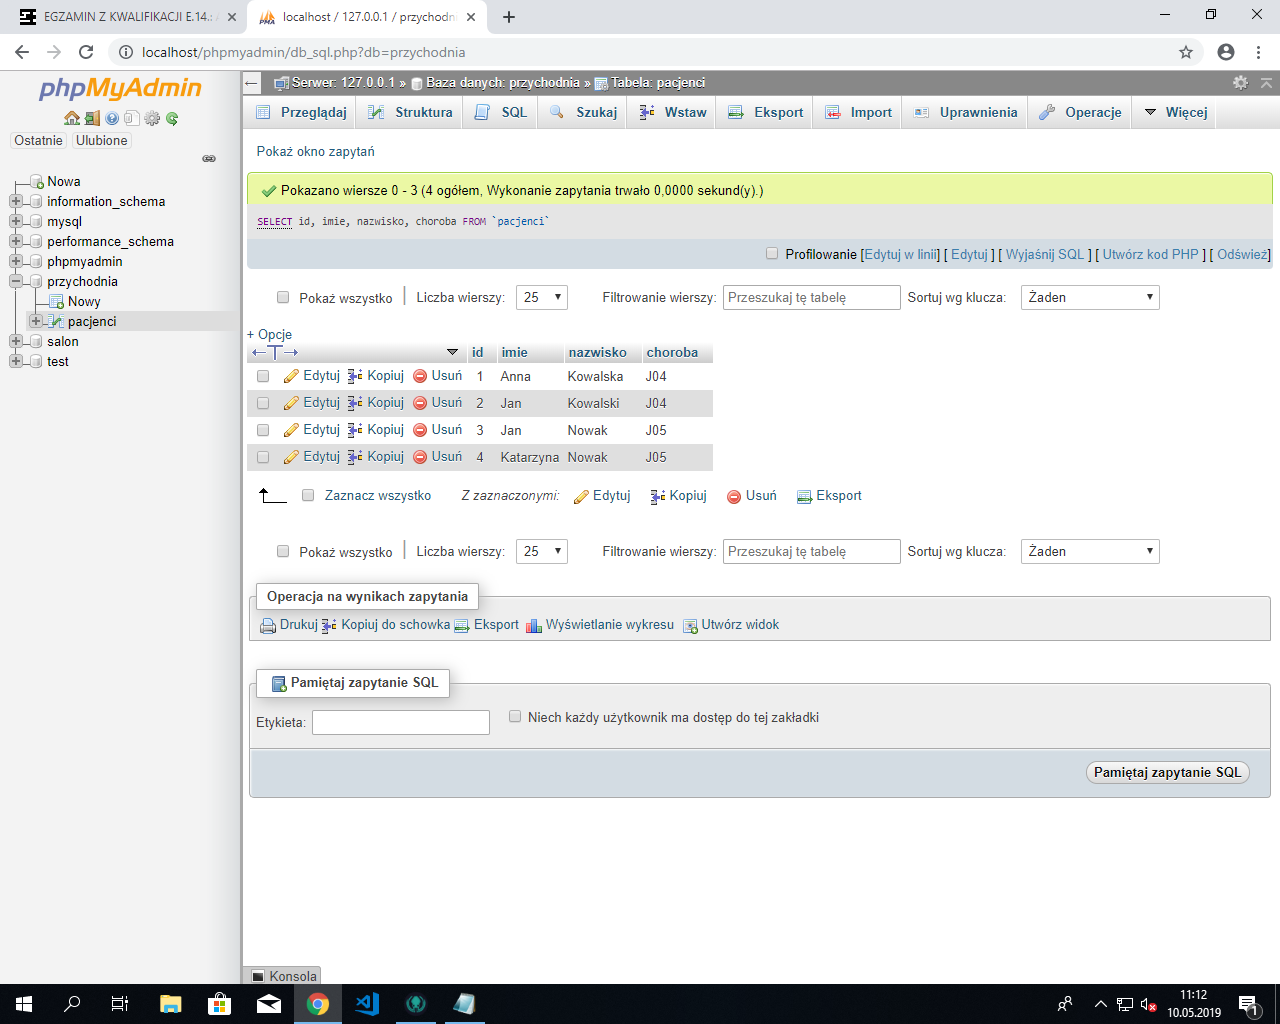 EGZAMIN Z KWALIFIKACJI E.14.:
localhost / 127.0.0.1 / przychodn
localhost/phpmyadmin/db_sql.php?db=przychodnia
phpMyAdmin
Ostatnie Ulubione
Nowa
information_schema
mysql
performance_schema
phpmyadmin
przychodnia
Nowy
pacjenci
salon
test
Serwer: 127.0.0.1 » Baza danych: przychodnia » Tabela: pacjenci
Przeglądaj Struktura SQL Szukaj Wstaw Eksport Import Uprawnienia Operacje Więcej
Pokaż okno zapytań
Pokazano wiersze 0 - 3 (4 ogółem, Wykonanie zapytania trwało 0,0000 sekund(y).)
SELECT id, imie, nazwisko, choroba FROM `pacjenci`
Profilowanie [Edytuj w linii] [ Edytuj ] [ Wyjaśnij SQL ] [ Utwórz kod PHP ] [ Odśwież]
Pokaż wszystko Liczba wierszy: 25 Filtrowanie wierszy: Przeszukaj tę tabelę Sortuj wg klucza: Żaden
+ Opcje
←T→ id imie nazwisko choroba
Edytuj Kopiuj Usuń 1 Anna Kowalska J04
Edytuj Kopiuj Usuń 2 Jan Kowalski J04
Edytuj Kopiuj Usuń 3 Jan Nowak J05
Edytuj Kopiuj Usuń 4 Katarzyna Nowak J05
Zaznacz wszystko Z zaznaczonymi: Edytuj Kopiuj Usuń Eksport
Pokaż wszystko Liczba wierszy: 25 Filtrowanie wierszy: Przeszukaj tę tabelę Sortuj wg klucza: Żaden
Operacja na wynikach zapytania
Drukuj Kopiuj do schowka Eksport Wyświetlanie wykresu Utwórz widok
Pamiętaj zapytanie SQL
Etykieta: Niech każdy użytkownik ma dostęp do tej zakładki
Pamiętaj zapytanie SQL
Konsola
11:12
10.05.2019
1